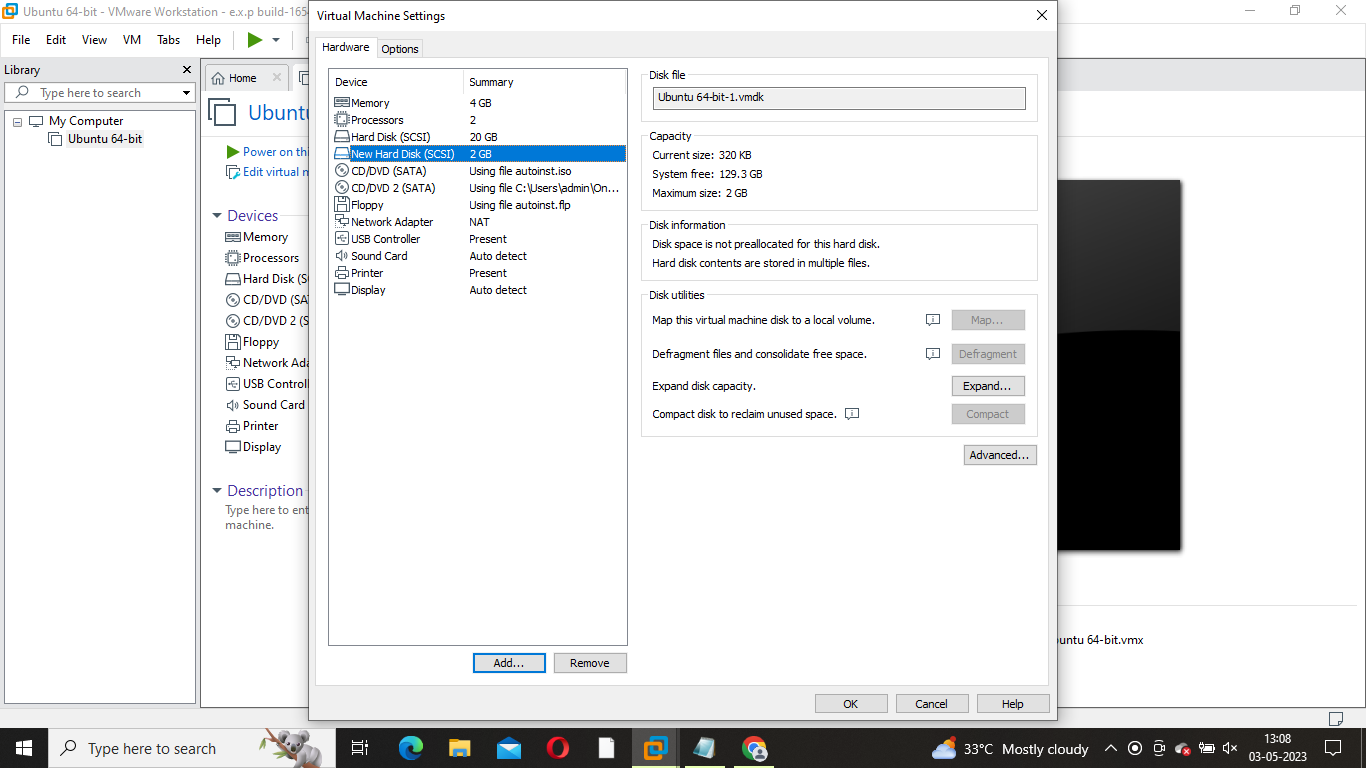 Ubuntu 64-bit - VMware Workstation - e.x.p build-165
File Edit View VM Tabs Help
Library
Type here to search
My Computer
Ubuntu 64-bit
Home
Ubuntu
Power on thi
Edit virtual m
Devices
Memory
Processors
Hard Disk (S
CD/DVD (SA
CD/DVD 2 (S
Floppy
Network Ada
USB Control
Sound Card
Printer
Display
Description
Type here to ent
machine.
Virtual Machine Settings
Hardware Options
Device Summary
Memory 4 GB
Processors 2
Hard Disk (SCSI) 20 GB
New Hard Disk (SCSI) 2 GB
CD/DVD (SATA) Using file autoinst.iso
CD/DVD 2 (SATA) Using file C:\Users\admin\On...
Floppy Using file autoinst.flp
Network Adapter NAT
USB Controller Present
Sound Card Auto detect
Printer Present
Display Auto detect
Add... Remove
Disk file
Ubuntu 64-bit-1.vmdk
Capacity
Current size: 320 KB
System free: 129.3 GB
Maximum size: 2 GB
Disk information
Disk space is not preallocated for this hard disk.
Hard disk contents are stored in multiple files.
Disk utilities
Map this virtual machine disk to a local volume. Map...
Defragment files and consolidate free space. Defragment
Expand disk capacity. Expand...
Compact disk to reclaim unused space. Compact
Advanced...
OK Cancel Help
buntu 64-bit.vmx
Type here to search
33°C Mostly cloudy
13:08
03-05-2023